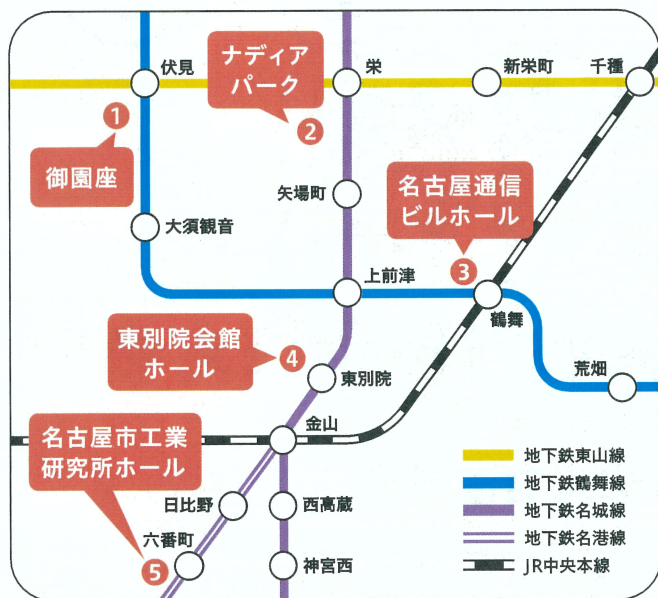 伏見
ナディア
パーク
栄
新栄町
千種
1
2
御園座
矢場町
名古屋通信
ビルホール
大須観音
3
上前津
鶴舞
東別院会館
ホール
4
東別院
荒畑
金山
名古屋市工業
研究所ホール
日比野
西高蔵
六番町
5
神宮西
地下鉄東山線
地下鉄鶴舞線
地下鉄名城線
地下鉄名港線
JR中央本線